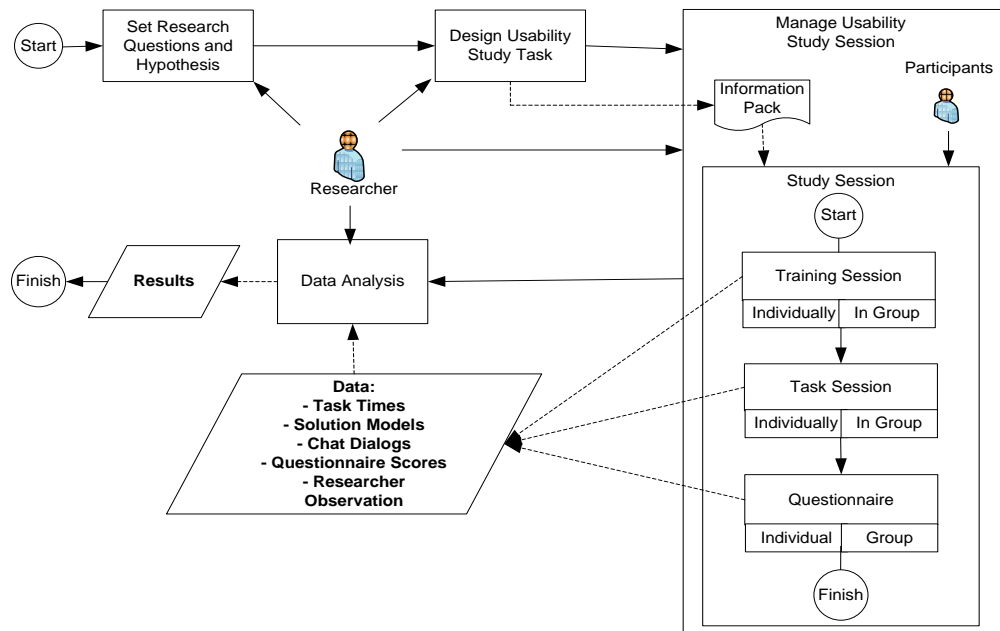 Start
Set Research
Questions and
Hypothesis
Design Usability
Study Task
Manage Usability
Study Session
Information
Pack
Participants
Researcher
Study Session
Start
Training Session
Individually
In Group
Task Session
Individually
In Group
Questionnaire
Individual
Group
Finish
Data Analysis
Results
Finish
Data:
- Task Times
- Solution Models
- Chat Dialogs
- Questionnaire Scores
- Researcher
Observation